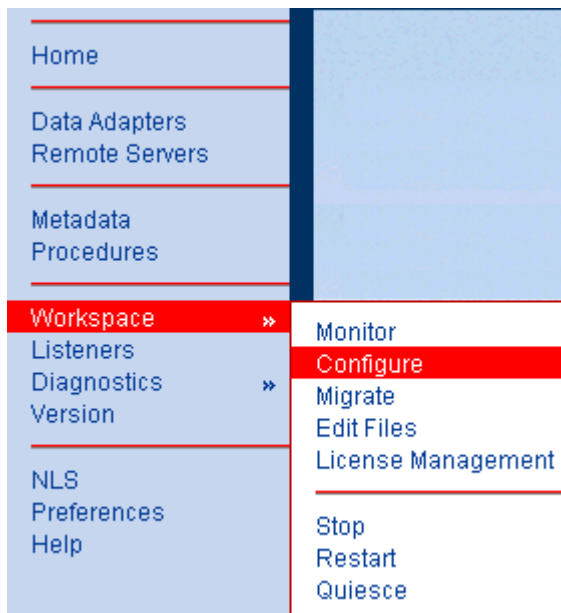 Home
Data Adapters
Remote Servers
Metadata
Procedures
Workspace »
Listeners
Diagnostics »
Version
NLS
Preferences
Help
Monitor
Configure
Migrate
Edit Files
License Management
Stop
Restart
Quiesce